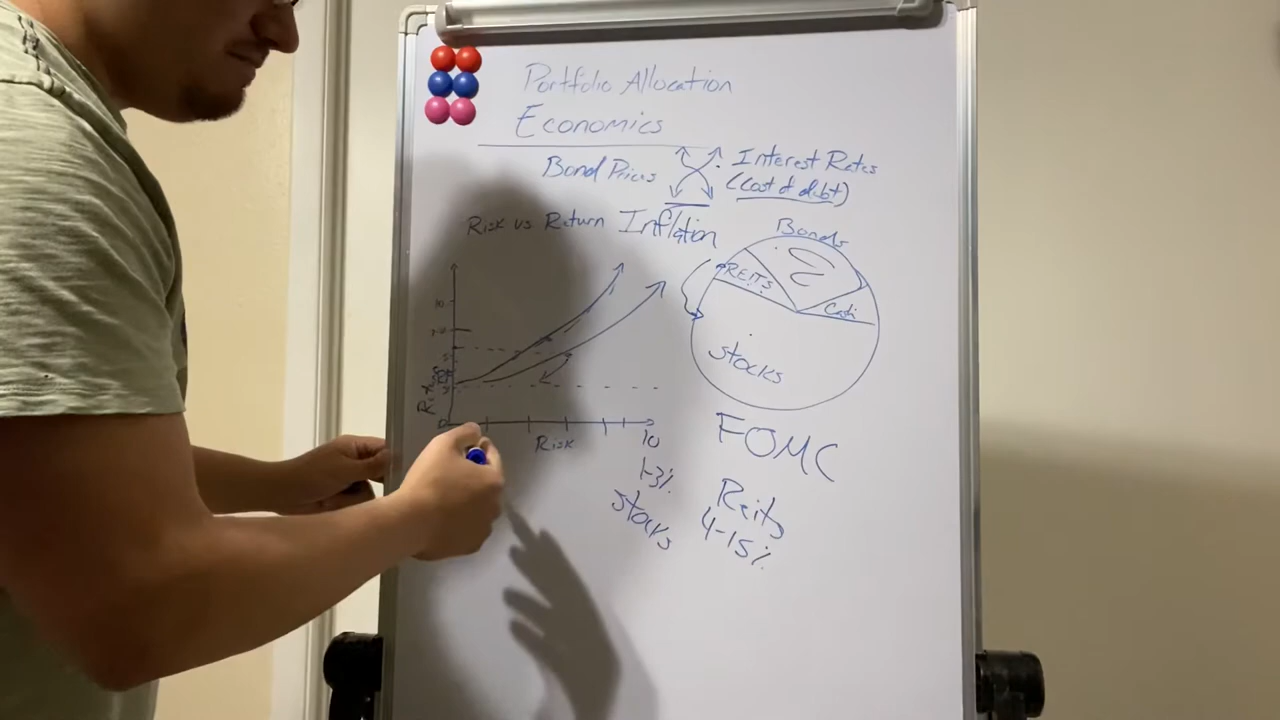 Portfolio Allocation
Economics
Bond Prices
Interest Rates
(cost of debt)
Risk vs Return
Inflation
Bonds
REITs
Cash
stocks
10
Risk
10
1-3%
stocks
FOMC
Reits
4-15%